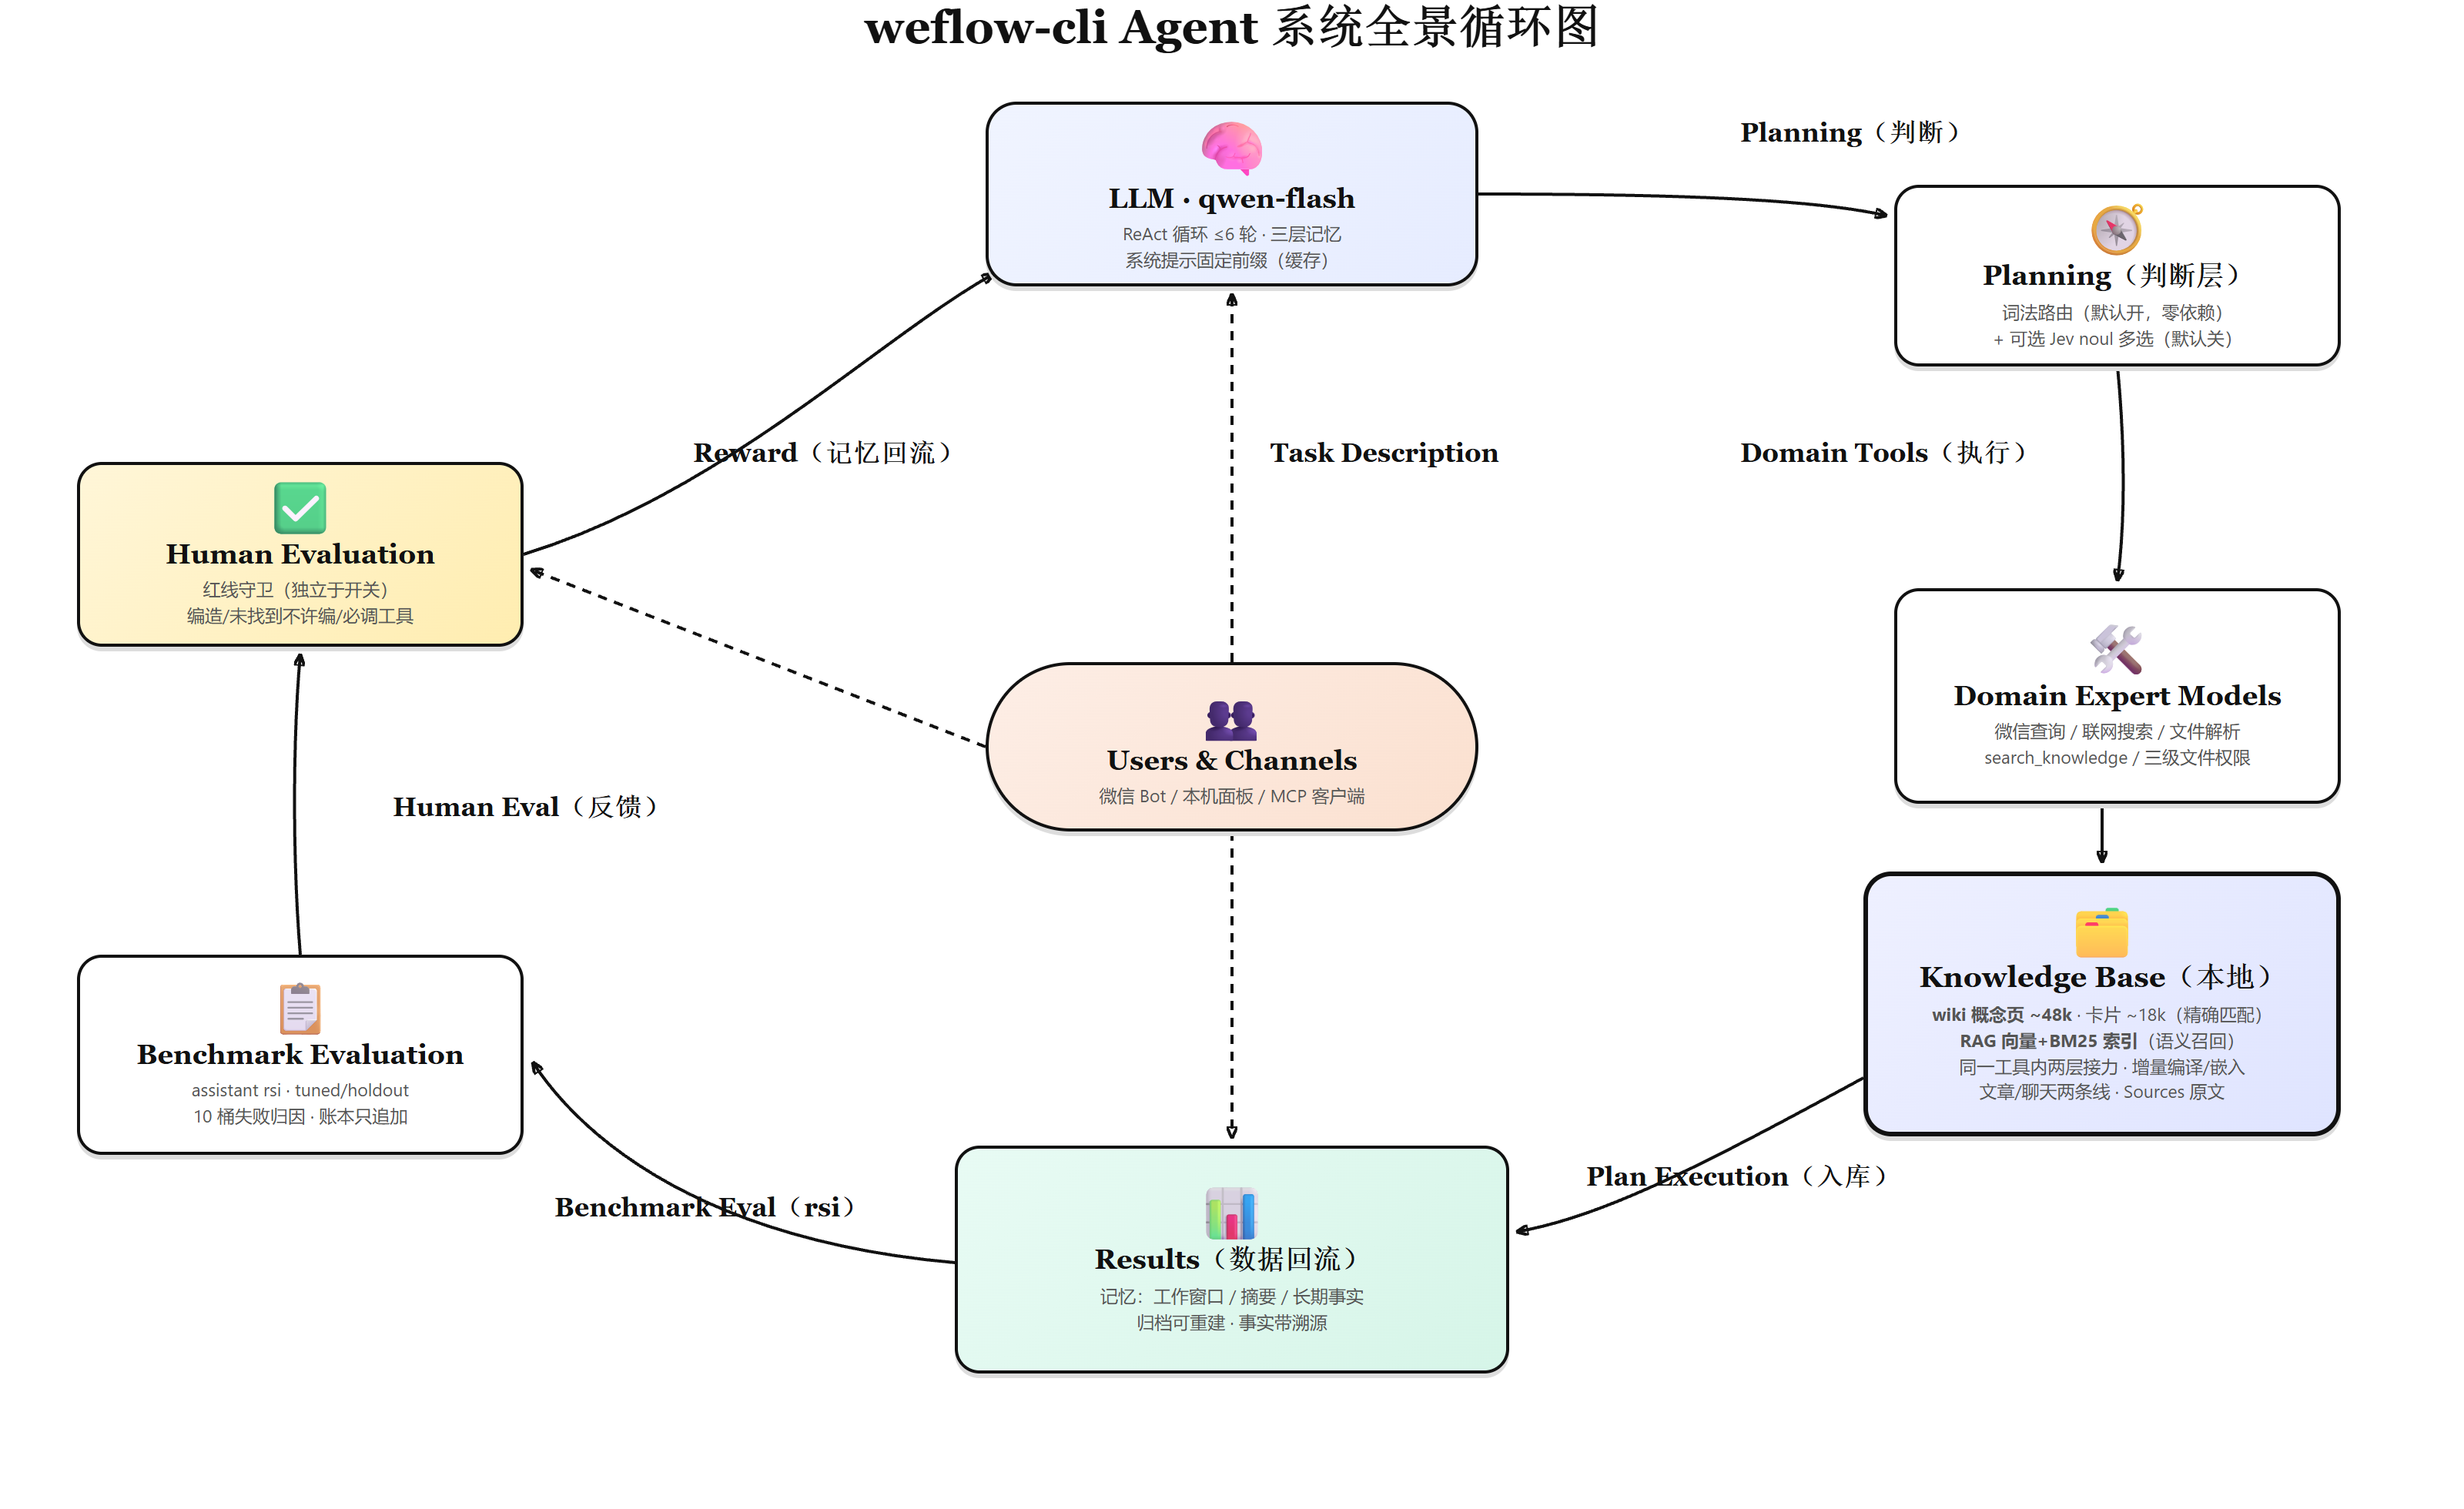 weflow-cli Agent 系统全景循环图
LLM · qwen-flash
ReAct 循环 ≤6 轮 · 三层记忆
系统提示固定前缀（缓存）
Planning（判断）
Planning（判断层）
词法路由（默认开，零依赖）
+ 可选 Jev noul 多选（默认关）
Reward（记忆回流）
Task Description
Domain Tools（执行）
Human Evaluation
红线守卫（独立于开关）
编造/未找到不许编/必调工具
Users & Channels
微信 Bot / 本机面板 / MCP 客户端
Domain Expert Models
微信查询 / 联网搜索 / 文件解析
search_knowledge / 三级文件权限
Human Eval（反馈）
Knowledge Base（本地）
wiki 概念页 ~48k · 卡片 ~18k（精确匹配）
RAG 向量+BM25 索引（语义召回）
同一工具内两层接力 · 增量编译/嵌入
文章/聊天两条线 · Sources 原文
Benchmark Evaluation
assistant rsi · tuned/holdout
10 桶失败归因 · 账本只追加
Plan Execution（入库）
Benchmark Eval（rsi）
Results（数据回流）
记忆：工作窗口 / 摘要 / 长期事实
归档可重建 · 事实带溯源